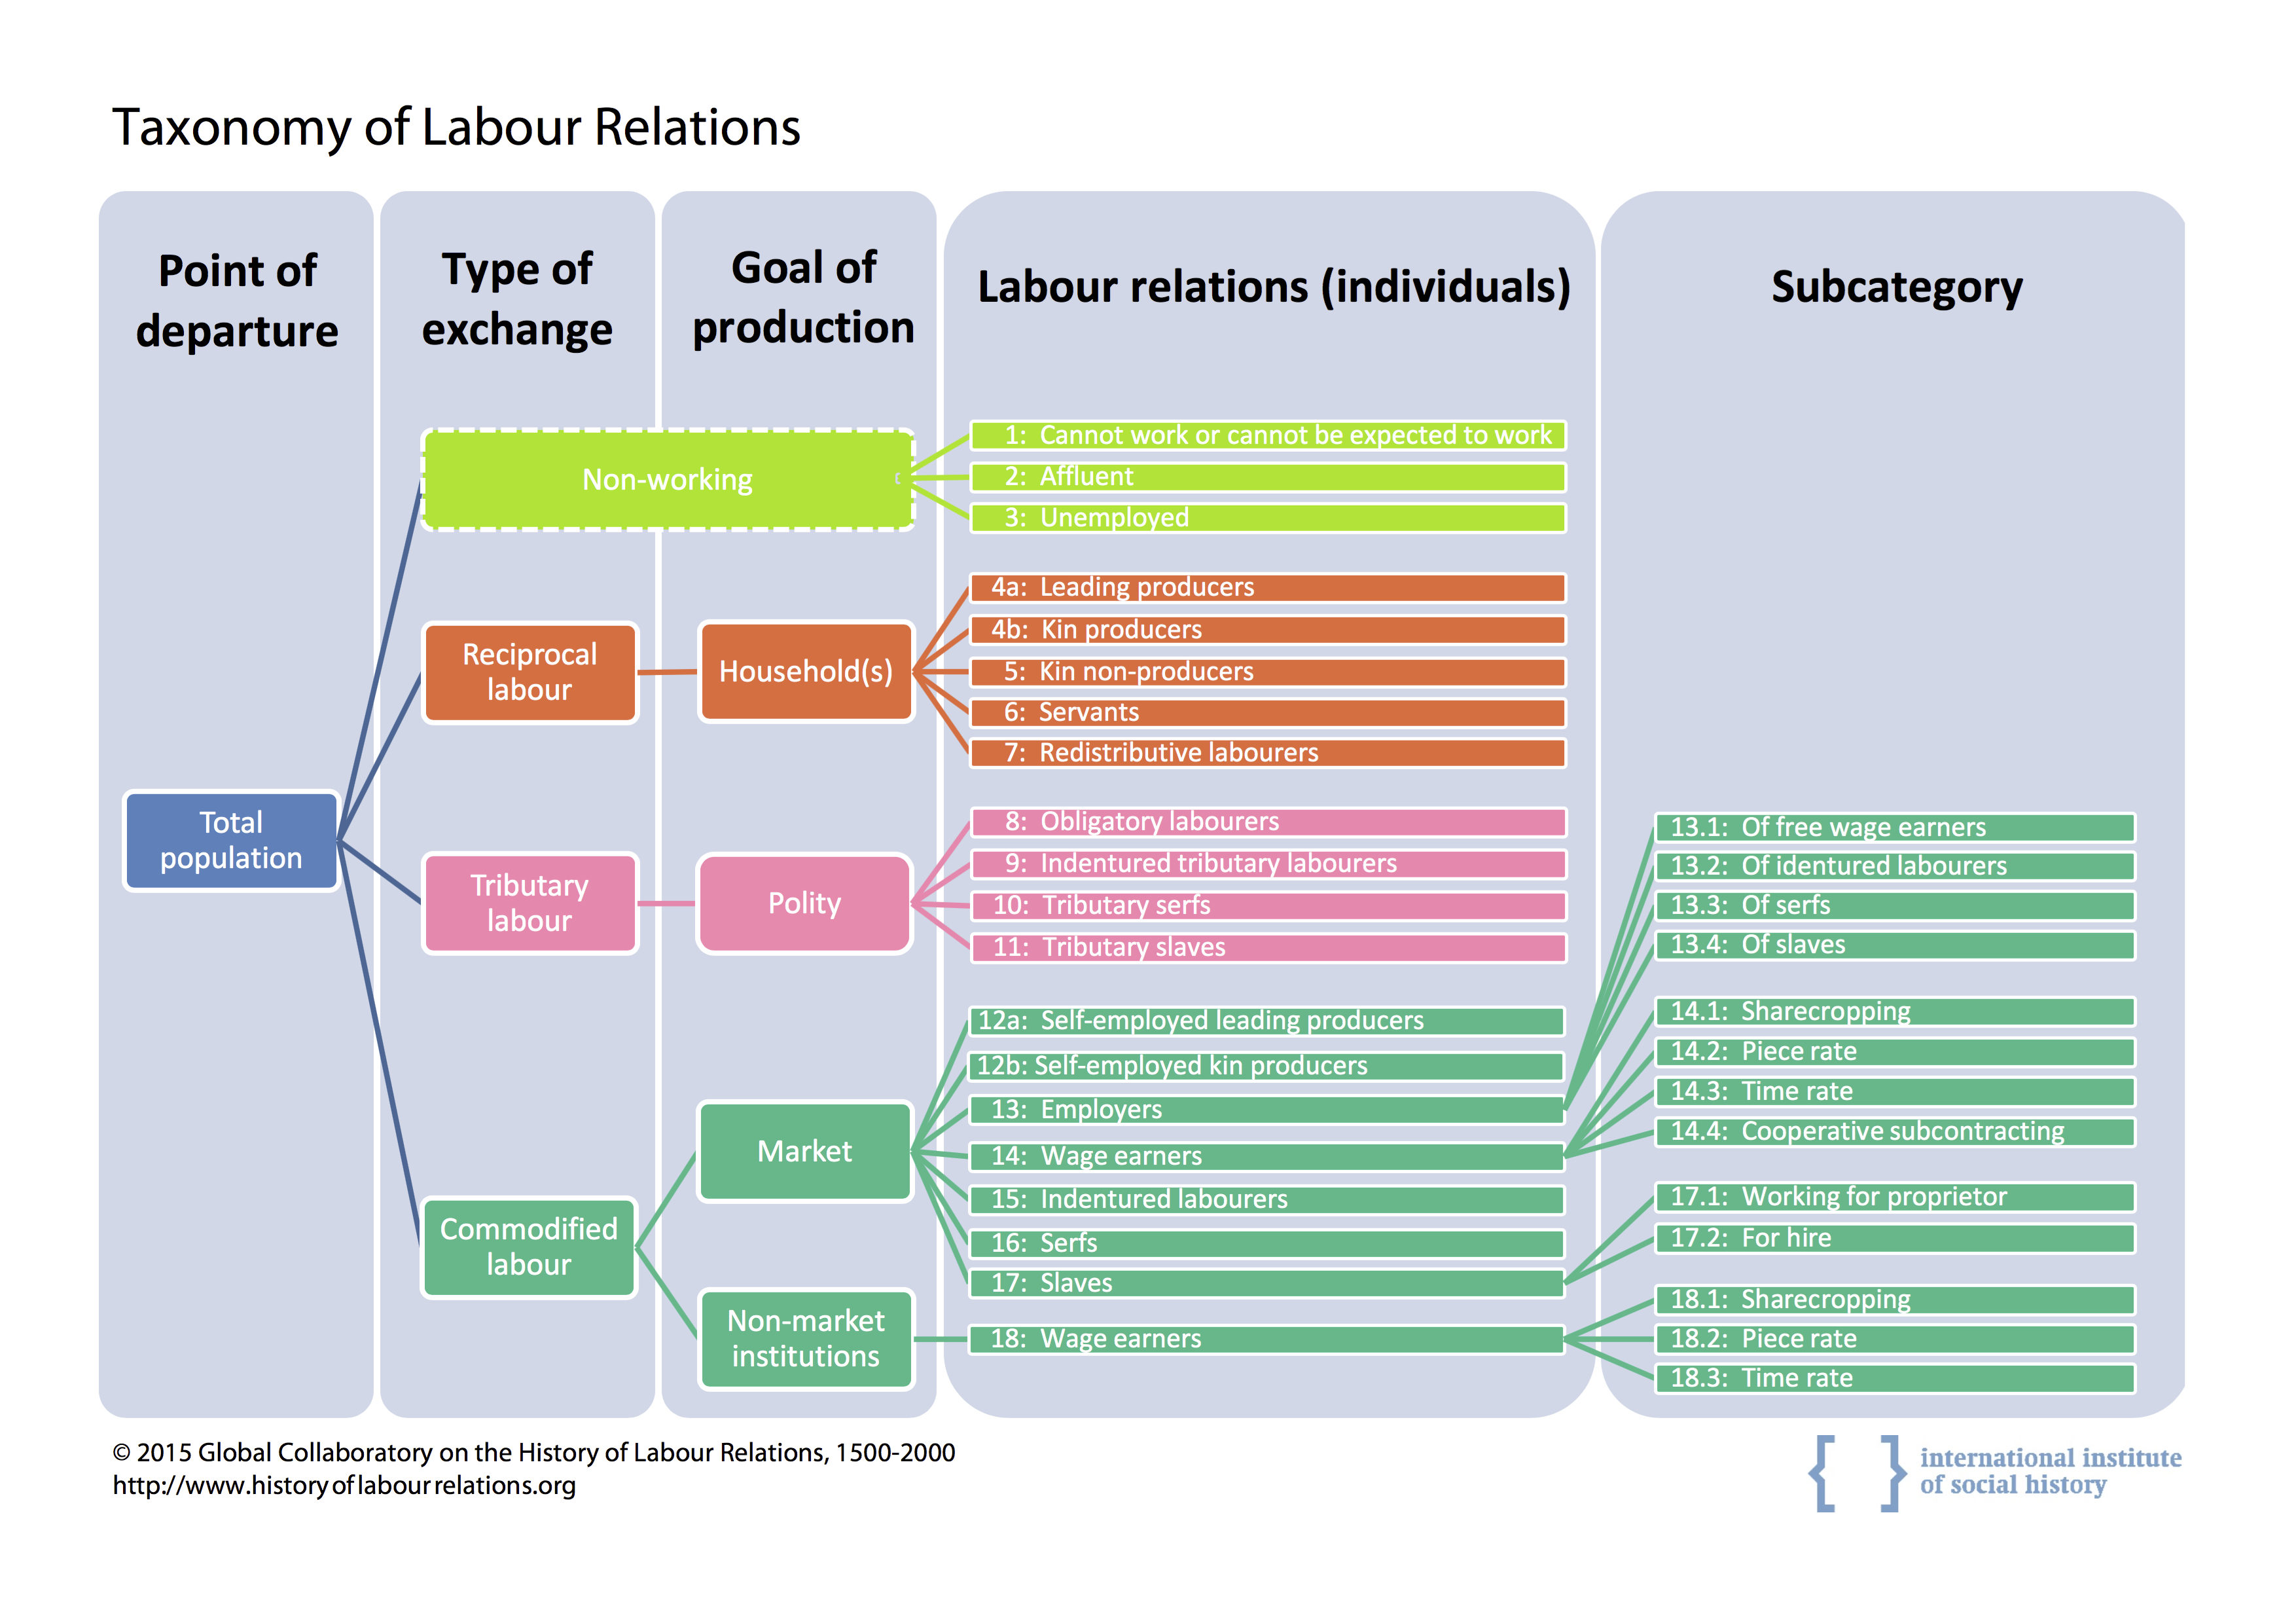 Taxonomy of Labour Relations
Point of
departure
Type of
exchange
Goal of
production
Labour relations (individuals)
Subcategory
Total
population
Non-working
Reciprocal
labour
Household(s)
Tributary
labour
Polity
Commodified
labour
Market
Non-market
institutions
1: Cannot work or cannot be expected to work
2: Affluent
3: Unemployed
4a: Leading producers
4b: Kin producers
5: Kin non-producers
6: Servants
7: Redistributive labourers
8: Obligatory labourers
9: Indentured tributary labourers
10: Tributary serfs
11: Tributary slaves
12a: Self-employed leading producers
12b: Self-employed kin producers
13: Employers
14: Wage earners
15: Indentured labourers
16: Serfs
17: Slaves
18: Wage earners
13.1: Of free wage earners
13.2: Of identured labourers
13.3: Of serfs
13.4: Of slaves
14.1: Sharecropping
14.2: Piece rate
14.3: Time rate
14.4: Cooperative subcontracting
17.1: Working for proprietor
17.2: For hire
18.1: Sharecropping
18.2: Piece rate
18.3: Time rate
© 2015 Global Collaboratory on the History of Labour Relations, 1500-2000
http://www.historyoflabourrelations.org
international institute
of social history